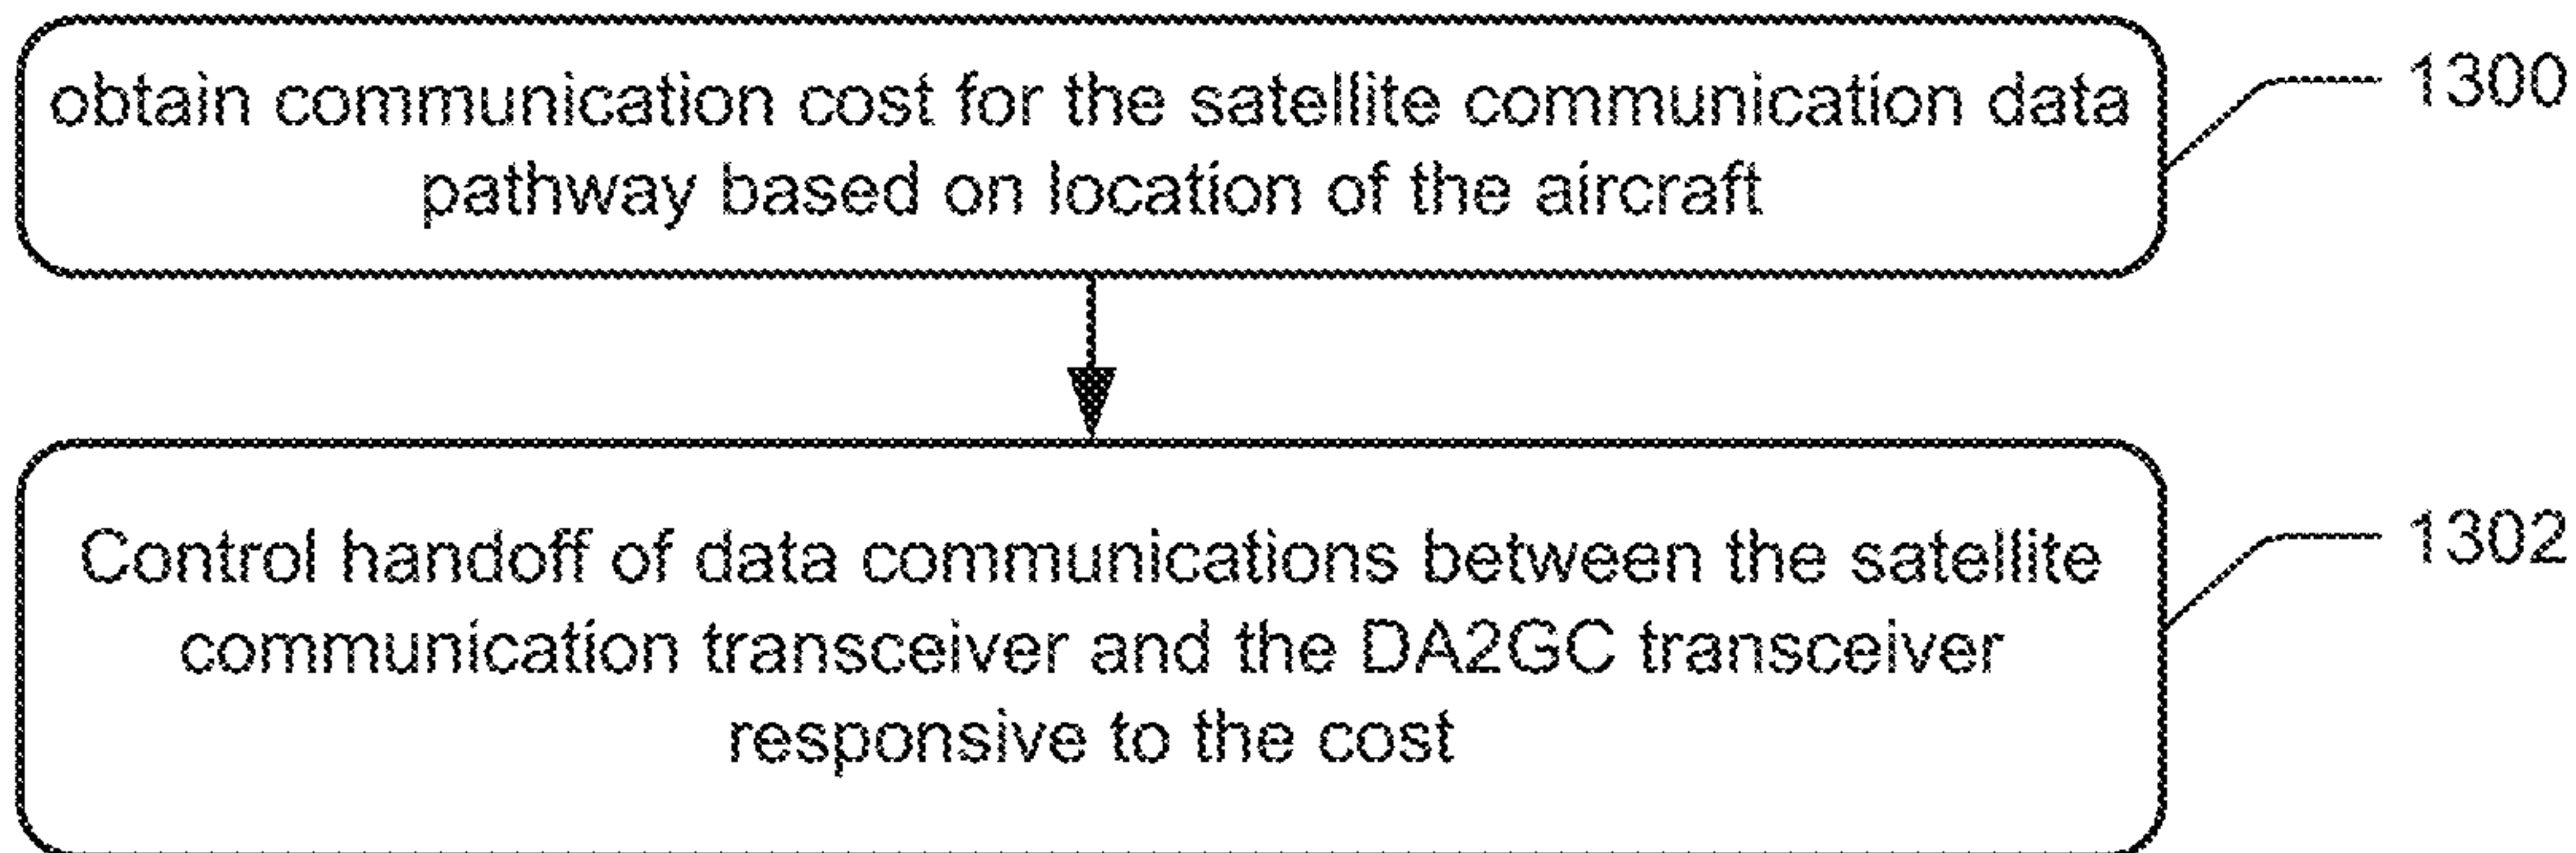 obtain communication cost for the satellite communication data
pathway based on location of the aircraft
1300
Control handoff of data communications between the satellite
communication transceiver and the DA2GC transceiver
responsive to the cost
1302